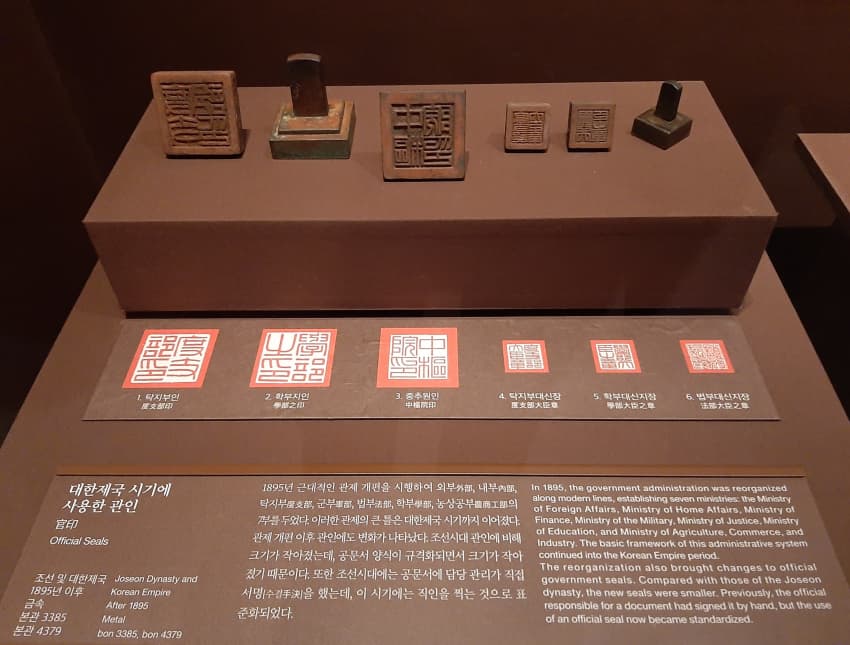 1. 탁지부인
度支部印
2. 학부지인
學部之印
3. 중추원인
中樞院印
4. 탁지부대신장
度支部大臣章
5. 학부대신지장
學部大臣之章
6. 법부대신지장
法部大臣之章
대한제국 시기에
사용한 관인
官印
Official Seals
조선 및 대한제국
1895년 이후
금속
본관 3385
본관 4379
Joseon Dynasty and
Korean Empire
After 1895
Metal
bon 3385, bon 4379
1895년 근대적인 관제 개편을 시행하여 외부外部, 내부內部,
탁지부度支部, 군부軍部, 법부法部, 학부學部, 농상공부農商工部의
7부를 두었다. 이러한 관제의 큰 틀은 대한제국 시기까지 이어졌다.
관제 개편 이후 관인에도 변화가 나타났다. 조선시대 관인에 비해
크기가 작아졌는데, 공문서 양식이 규격화되면서 크기가 작아
졌기 때문이다. 또한 조선시대에는 공문서에 담당 관리가 직접
서명(수결手決)을 했는데, 이 시기에는 직인을 찍는 것으로 표
준화되었다.
In 1895, the government administration was reorganized
along modern lines, establishing seven ministries: the Ministry
of Foreign Affairs, Ministry of Home Affairs, Ministry of
Finance, Ministry of the Military, Ministry of Justice, Ministry
of Education, and Ministry of Agriculture, Commerce, and
Industry. The basic framework of this administrative system
continued into the Korean Empire period.
The reorganization also brought changes to official
government seals. Compared with those of the Joseon
dynasty, the new seals were smaller. Previously, the official
responsible for a document had signed it by hand, but the use
of an official seal now became standardized.